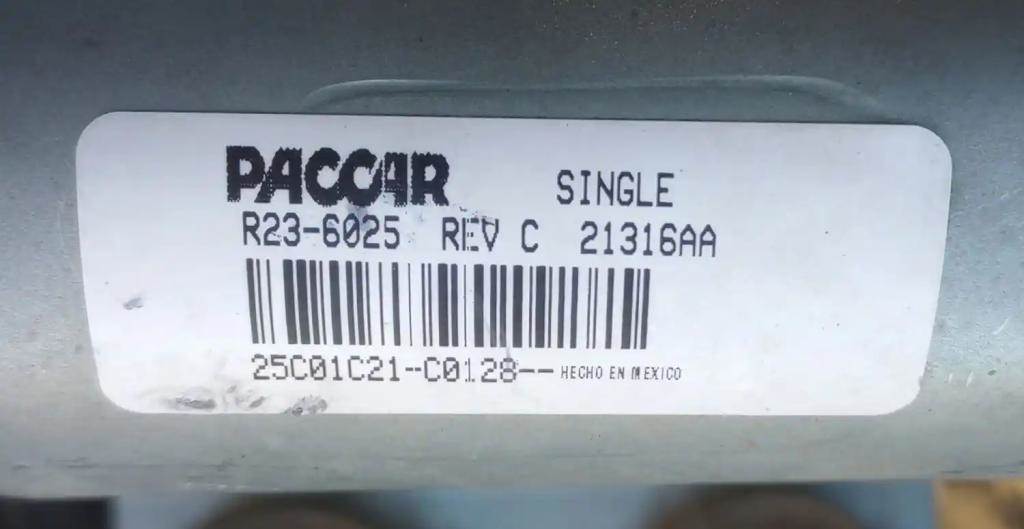 PACCAR SINGLE
R23-6025 REV C 21316AA
25C01C21-C0128-- HECHO EN MEXICO